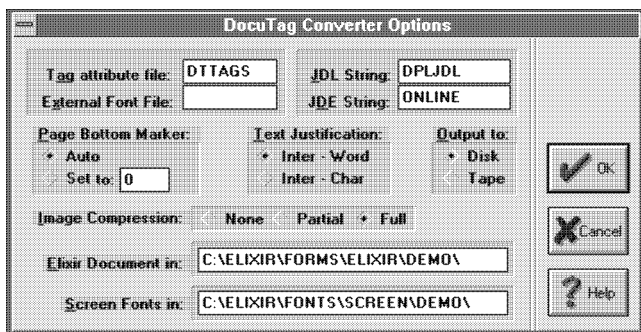 DocuTag Converter Options
Tag attribute file: DTTAGS
External Font File:
JDL String: DPLJDL
JDE String: ONLINE
Page Bottom Marker:
Auto
Set to: 0
Text Justification:
Inter - Word
Inter - Char
Output to:
Disk
Tape
Image Compression: None Partial Full
Elixir Document in: C:\ELIXIR\FORMS\ELIXIR\DEMO\
Screen Fonts in: C:\ELIXIR\FONTS\SCREEN\DEMO\
OK
Cancel
Help